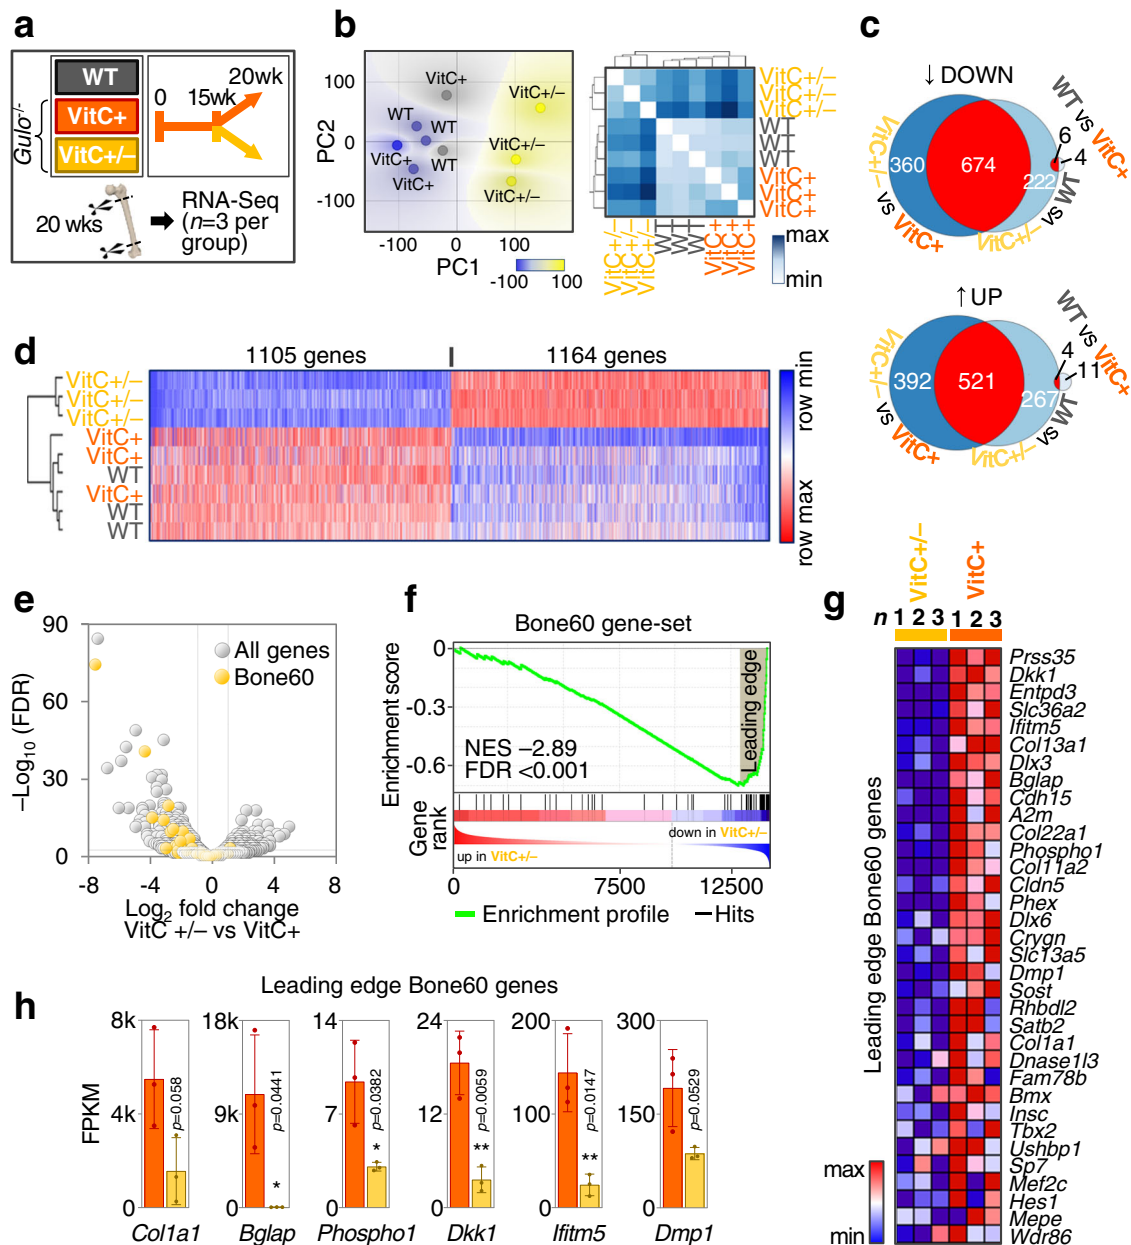 a
WT
VitC+
VitC+/–
Gulo-/-
0
15wk
20wk
20 wks
RNA-Seq
(n=3 per
group)
b
PC2
100
0
-100
VitC+
VitC+/–
WT
WT
VitC+
WT
VitC+/–
VitC+
VitC+/–
-100
0
100
PC1
-100
100
VitC+/–
VitC+/–
VitC+/–
WT
WT
WT
VitC+
VitC+
VitC+
VitC+/–
VitC+/–
VitC+/–
WT
WT
WT
VitC+
VitC+
VitC+
max
min
c
↓ DOWN
360
674
222
6
4
VitC+/– vs VitC+
VitC+/– vs WT
WT vs VitC+
↑ UP
392
521
267
4
11
VitC+/– vs VitC+
VitC+/– vs WT
WT vs VitC+
d
1105 genes
1164 genes
VitC+/–
VitC+/–
VitC+/–
VitC+
VitC+
WT
VitC+
WT
WT
row min
row max
e
–Log10 (FDR)
90
60
30
0
All genes
Bone60
-8
-4
0
4
8
Log2 fold change
VitC +/– vs VitC+
f
Bone60 gene-set
Enrichment score
0
-0.3
-0.6
NES –2.89
FDR <0.001
Leading edge
Gene
rank
down in VitC+/–
up in VitC+/–
0
7500
12500
Enrichment profile
Hits
g
VitC+/–
VitC+
n 1 2 3 1 2 3
Leading edge Bone60 genes
Prss35
Dkk1
Entpd3
Slc36a2
Ifitm5
Col13a1
Dlx3
Bglap
Cdh15
A2m
Col22a1
Phospho1
Col11a2
Cldn5
Phex
Dlx6
Crygn
Slc13a5
Dmp1
Sost
Rhbdl2
Satb2
Col1a1
Dnase1l3
Fam78b
Bmx
Insc
Tbx2
Ushbp1
Sp7
Mef2c
Hes1
Mepe
Wdr86
max
min
h
Leading edge Bone60 genes
FPKM
8k
4k
0
p=0.058
Col1a1
18k
9k
0
p=0.0441
*
Bglap
14
7
0
p=0.0382
*
Phospho1
24
12
0
p=0.0059
**
Dkk1
200
100
0
p=0.0147
**
Ifitm5
300
150
0
p=0.0529
Dmp1